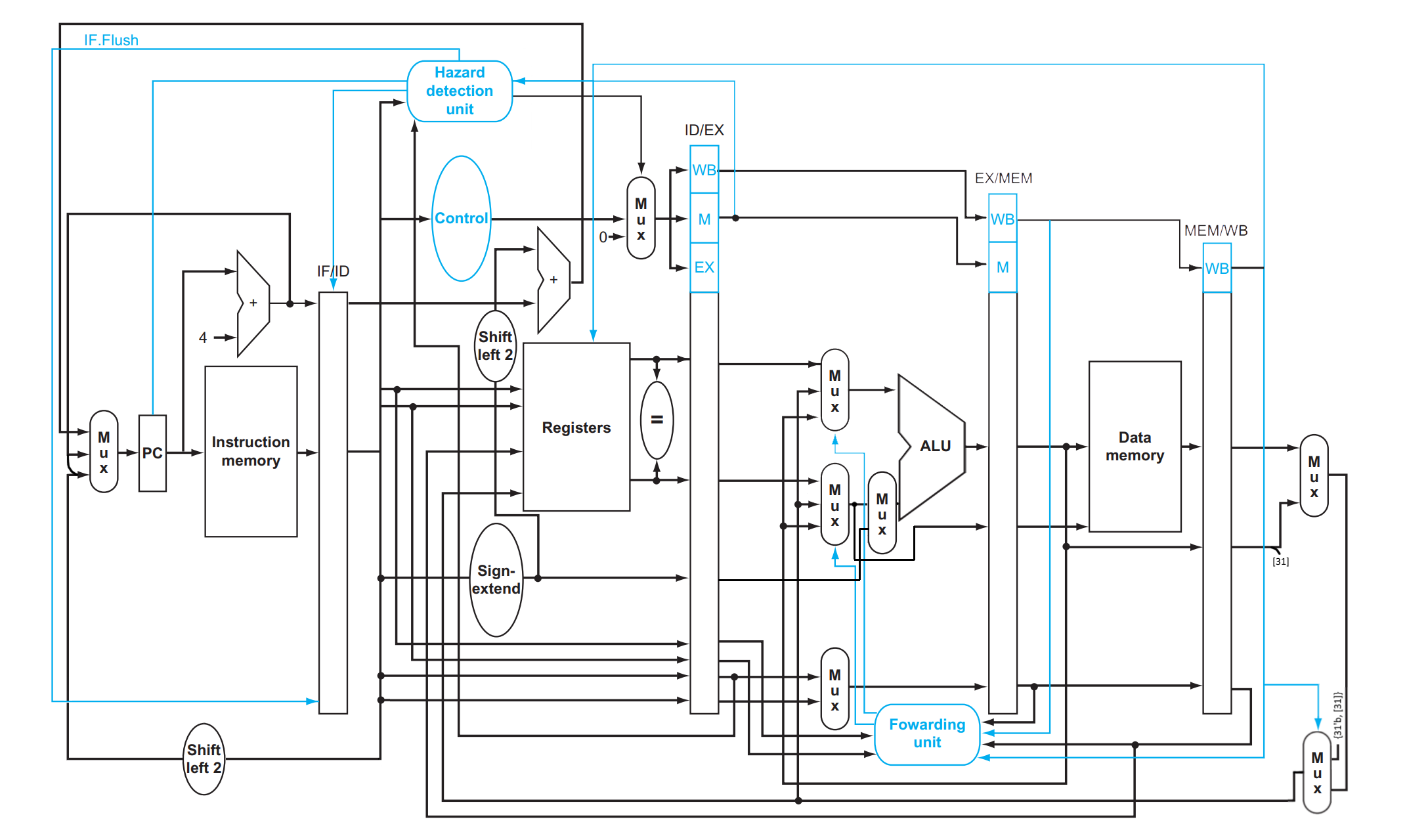 IF.Flush
Hazard
detection
unit
ID/EX
WB
M
EX
EX/MEM
WB
M
MEM/WB
WB
Control
M
u
x
0
IF/ID
+
4
+
Shift
left 2
M
u
x
PC
Instruction
memory
Registers
=
M
u
x
M
u
x
M
u
x
ALU
Data
memory
M
u
x
[31]
Sign-
extend
M
u
x
Fowarding
unit
{31'b, [31]}
M
u
x
Shift
left 2